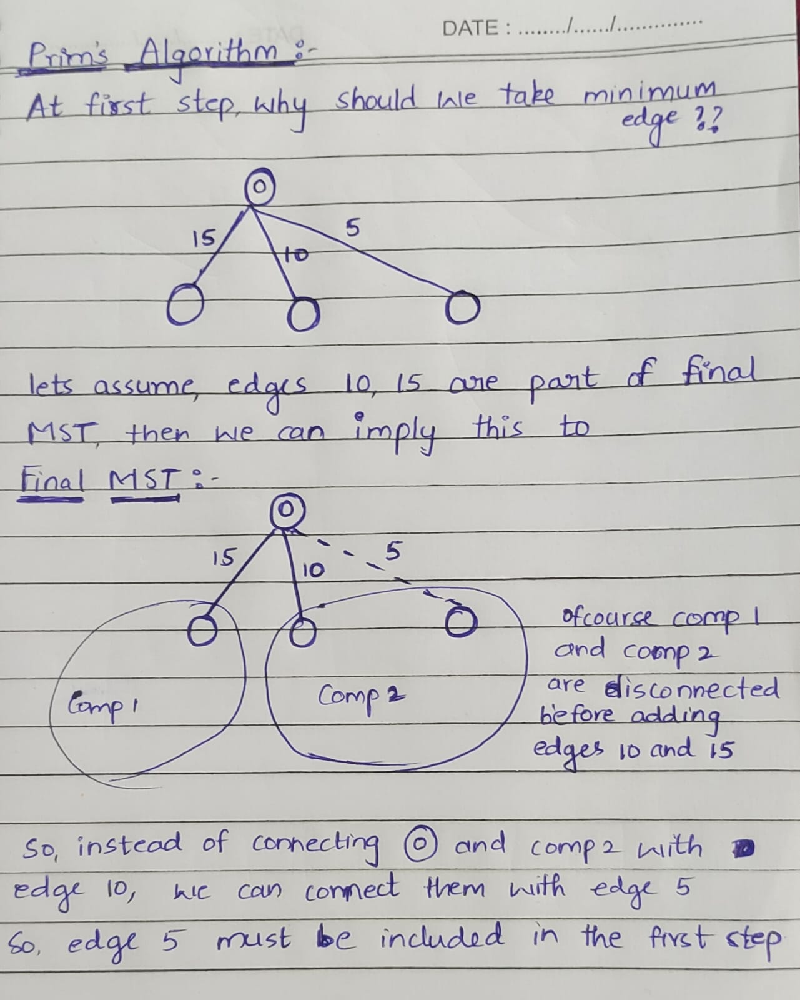 DATE : ......../....../..............
Prim's Algorithm :-
At first step, why should we take minimum
edge ??
0
15
10
5
lets assume, edges 10, 15 are part of final
MST, then we can imply this to
Final MST :-
0
15
10
5
Comp 1
Comp 2
ofcourse comp 1
and comp 2
are disconnected
before adding
edges 10 and 15
So, instead of connecting 0 and comp 2 with
edge 10, we can connect them with edge 5
So, edge 5 must be included in the first step